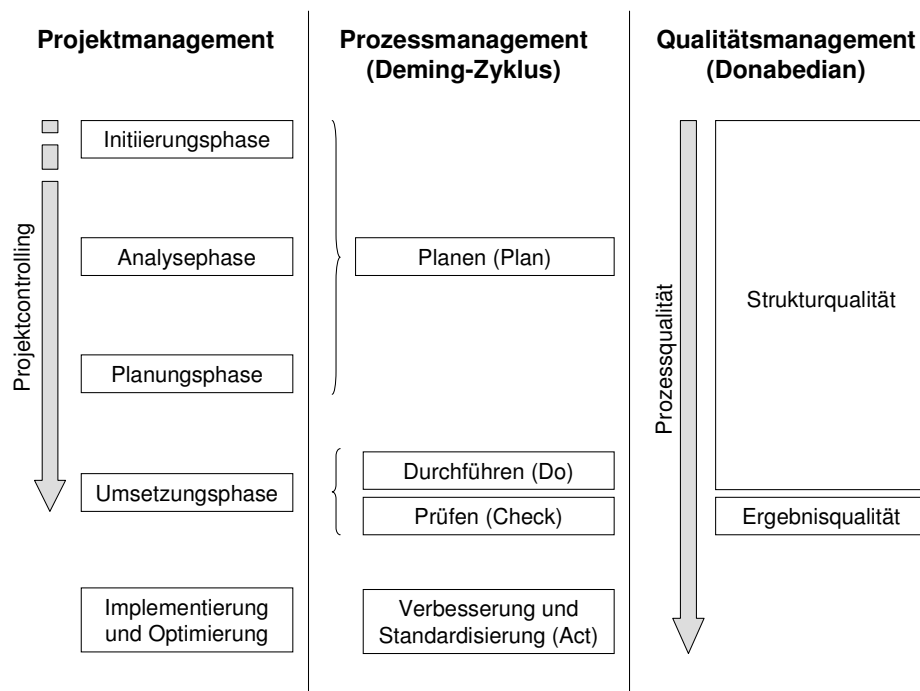 Projektmanagement
Prozessmanagement
(Deming-Zyklus)
Qualitätsmanagement
(Donabedian)
Projektcontrolling
Initiierungsphase
Analysephase
Planungsphase
Umsetzungsphase
Implementierung
und Optimierung
Planen (Plan)
Durchführen (Do)
Prüfen (Check)
Verbesserung und
Standardisierung (Act)
Prozessqualität
Strukturqualität
Ergebnisqualität